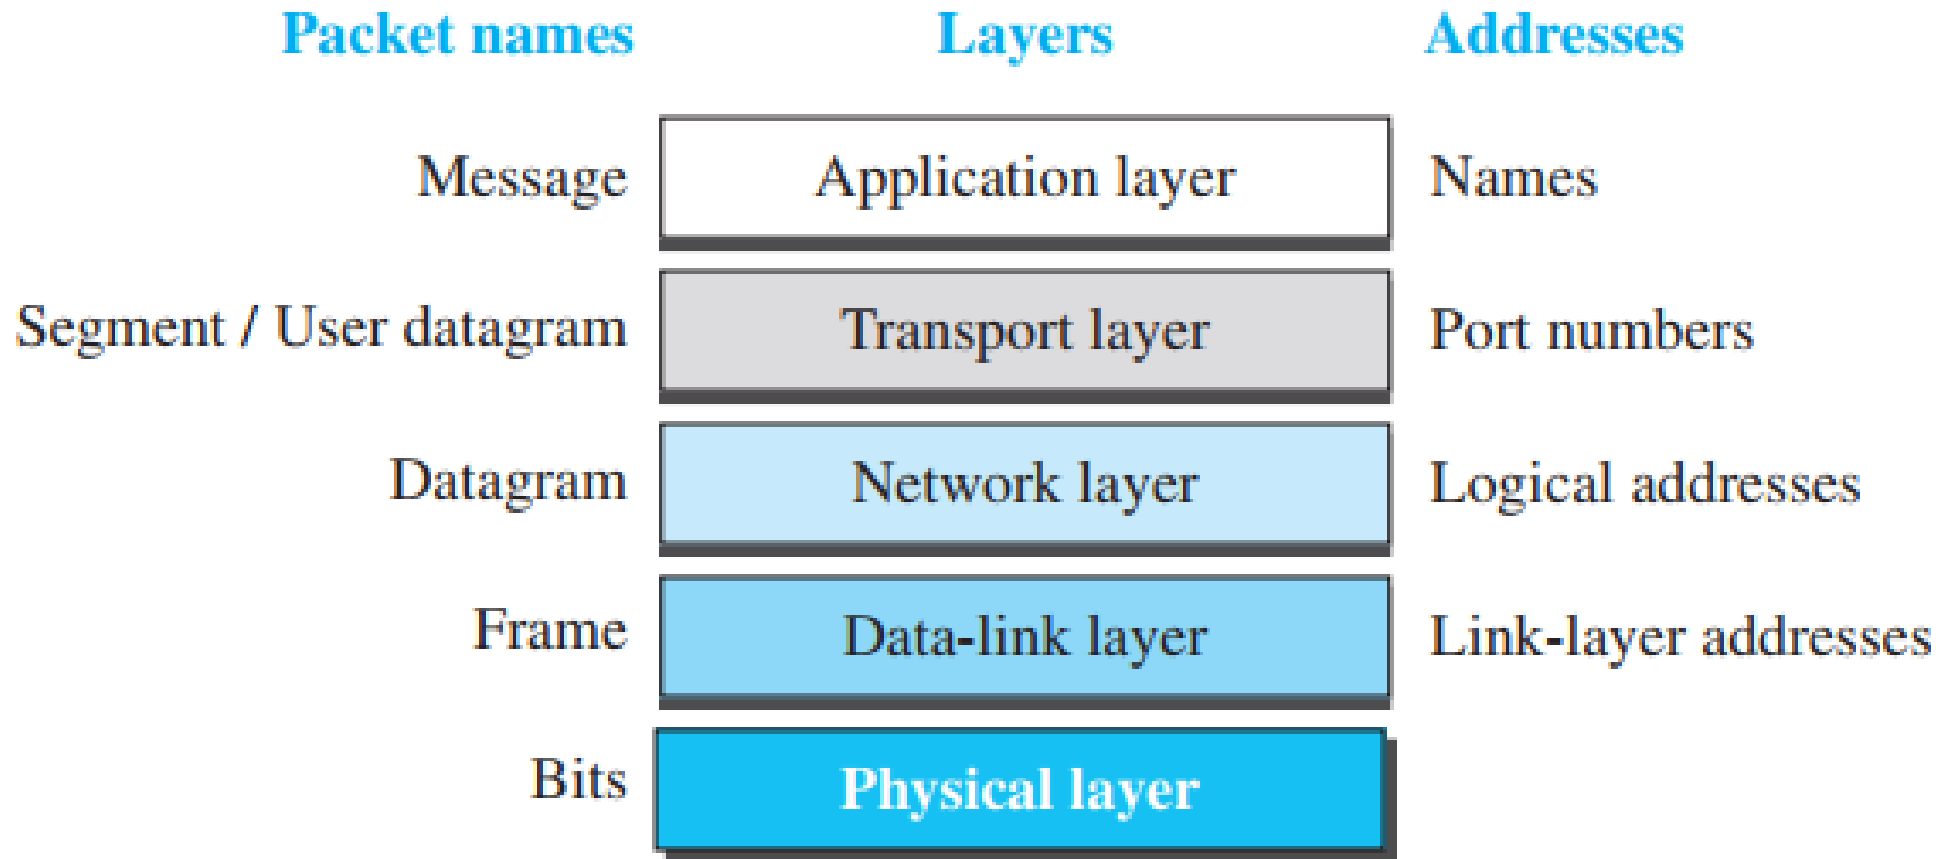 Packet names Layers Addresses
Message Application layer Names
Segment / User datagram Transport layer Port numbers
Datagram Network layer Logical addresses
Frame Data-link layer Link-layer addresses
Bits Physical layer